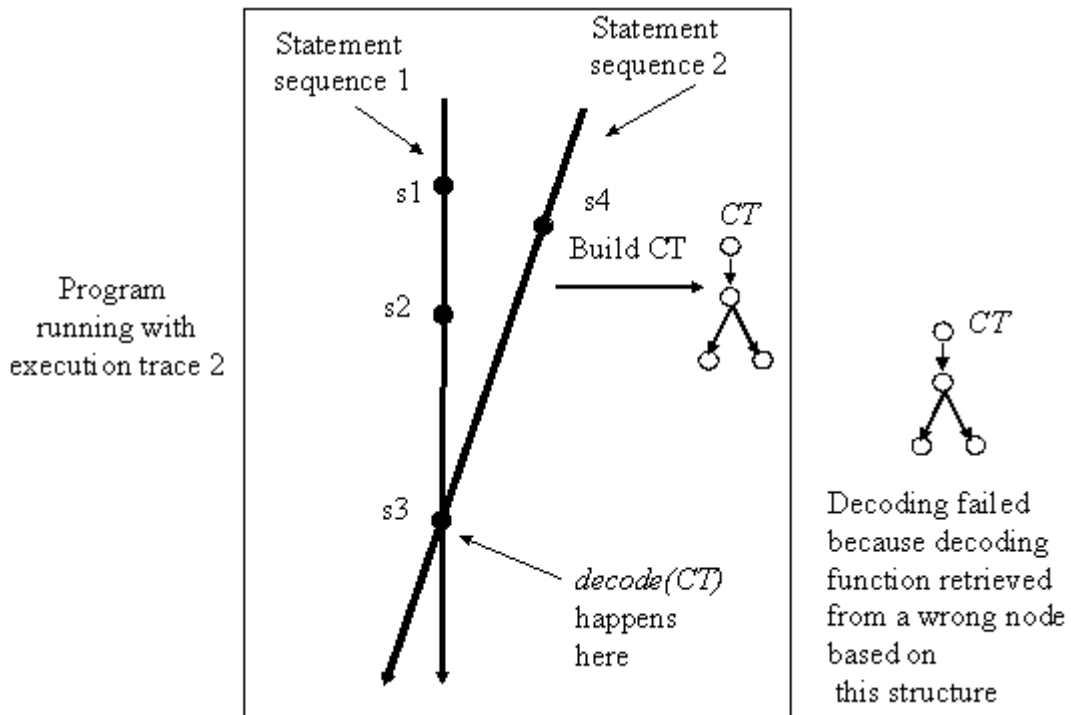 Statement
sequence 1
Statement
sequence 2
s1
s4
CT
Build CT
Program
running with
execution trace 2
s2
CT
s3
decode(CT)
happens
here
Decoding failed
because decoding
function retrieved
from a wrong node
based on
this structure